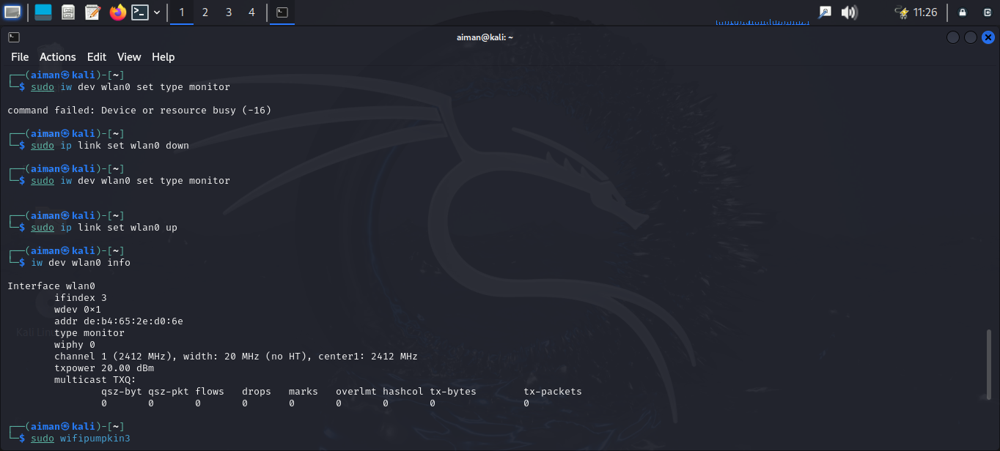 1 2 3 4 11:26
aiman@kali: ~
File Actions Edit View Help
┌──(aiman㉿kali)-[~]
└─$ sudo iw dev wlan0 set type monitor
command failed: Device or resource busy (-16)
┌──(aiman㉿kali)-[~]
└─$ sudo ip link set wlan0 down
┌──(aiman㉿kali)-[~]
└─$ sudo iw dev wlan0 set type monitor
┌──(aiman㉿kali)-[~]
└─$ sudo ip link set wlan0 up
┌──(aiman㉿kali)-[~]
└─$ iw dev wlan0 info
Interface wlan0
ifindex 3
wdev 0×1
addr de:b4:65:2e:d0:6e
type monitor
wiphy 0
channel 1 (2412 MHz), width: 20 MHz (no HT), center1: 2412 MHz
txpower 20.00 dBm
multicast TXQ:
qsz-byt qsz-pkt flows drops marks overlmt hashcol tx-bytes tx-packets
0 0 0 0 0 0 0 0 0
┌──(aiman㉿kali)-[~]
└─$ sudo wifipumpkin3